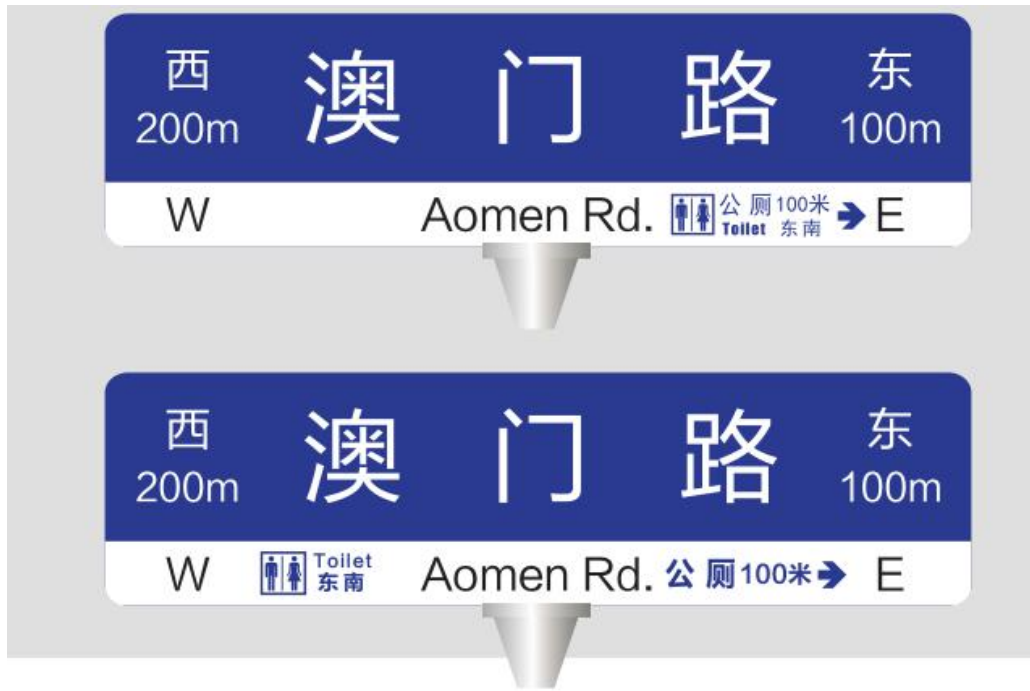 西 澳门路 东
200m 100m
W Aomen Rd. 公厕100米 E
Toilet 东南
西 澳门路 东
200m 100m
W Toilet Aomen Rd. 公厕100米 E
东南